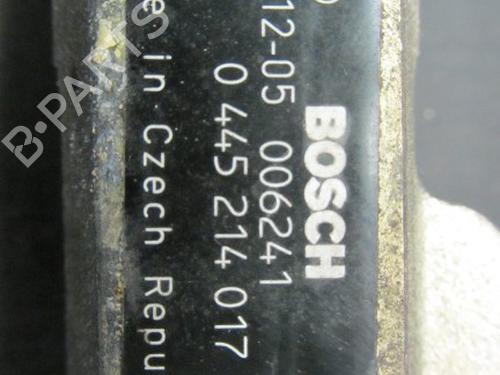 BOSCH
12-05 006241
0 445 214 017
e in Czech Repu
B-PARTS